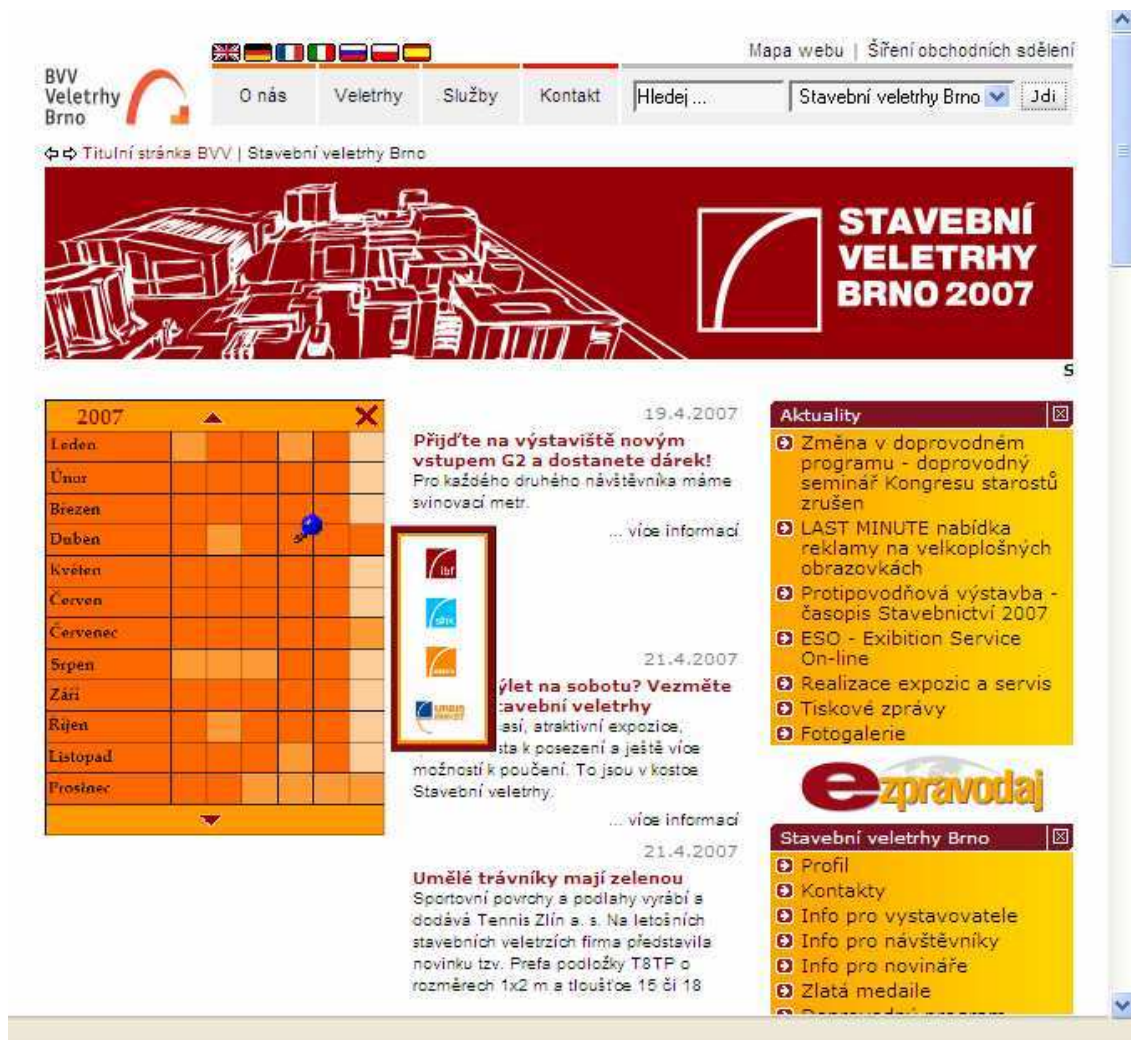 Mapa webu | Šíření obchodních sdělení
BVV
Veletrhy
Brno
O nás
Veletrhy
Služby
Kontakt
Hledej ...
Stavební veletrhy Brno
Jdi
Titulní stránka BVV | Stavební veletrhy Brno
STAVEBNÍ
VELETRHY
BRNO 2007
S
2007
Leden
Únor
Březen
Duben
Květen
Červen
Červenec
Srpen
Září
Říjen
Listopad
Prosinec
19.4.2007
Přijďte na výstaviště novým
vstupem G2 a dostanete dárek!
Pro každého druhého návštěvníka máme
svinovací metr.
... více informací
ibf
URBIS
INVEST
21.4.2007
ýlet na sobotu? Vezměte
tavební veletrhy
así, atraktivní expozice,
sta k posezení a ještě více
možností k poučení. To jsou v kostce
Stavební veletrhy.
... více informací
21.4.2007
Umělé trávníky mají zelenou
Sportovní povrchy a podlahy vyrábí a
dodává Tennis Zlín a. s. Na letošních
stavebních veletrzích firma představila
novinku tzv. Prefa podložky T8TP o
rozměrech 1x2 m a tloušťce 15 či 18
Aktuality
Změna v doprovodném
programu - doprovodný
seminář Kongresu starostů
zrušen
LAST MINUTE nabídka
reklamy na velkoplošných
obrazovkách
Protipovodňová výstavba -
časopis Stavebnictví 2007
ESO - Exibition Service
On-line
Realizace expozic a servis
Tiskové zprávy
Fotogalerie
ezpravodaj
Stavební veletrhy Brno
Profil
Kontakty
Info pro vystavovatele
Info pro návštěvníky
Info pro novináře
Zlatá medaile
Doprovodný program